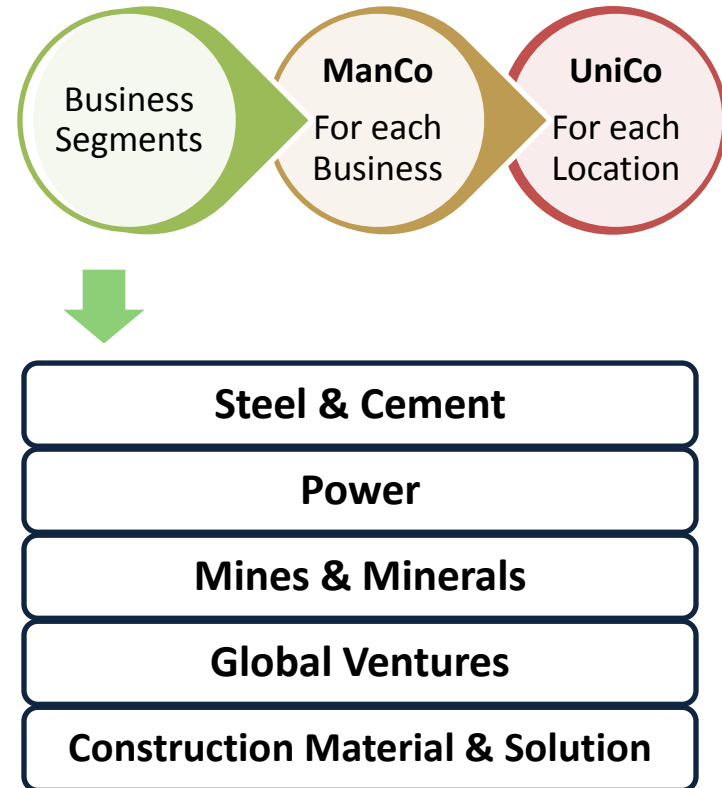 Business
Segments
ManCo
For each
Business
UniCo
For each
Location
Steel & Cement
Power
Mines & Minerals
Global Ventures
Construction Material & Solution